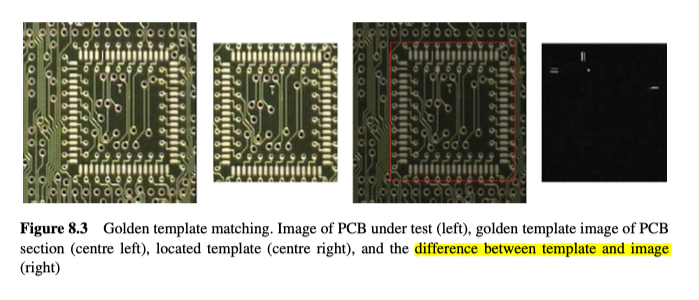 Figure 8.3 Golden template matching. Image of PCB under test (left), golden template image of PCB
section (centre left), located template (centre right), and the difference between template and image
(right)